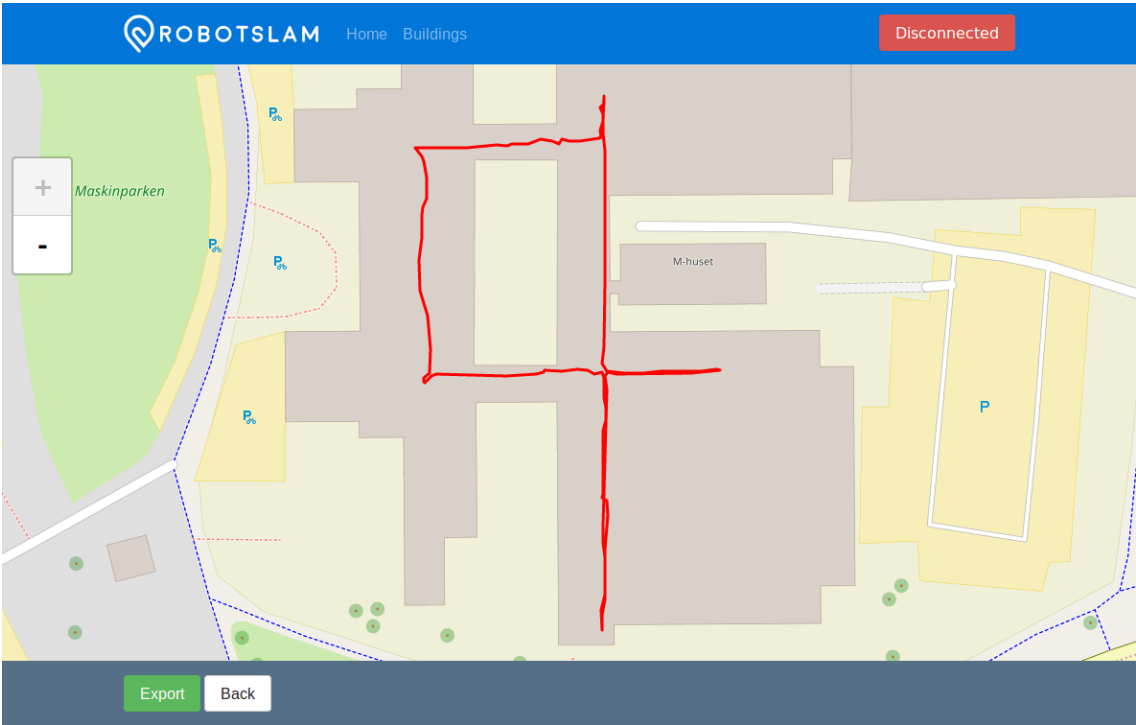 ROBOTSLAM Home Buildings Disconnected
P
+
Maskinparken
-
P
P
M-huset
P
P
Export Back